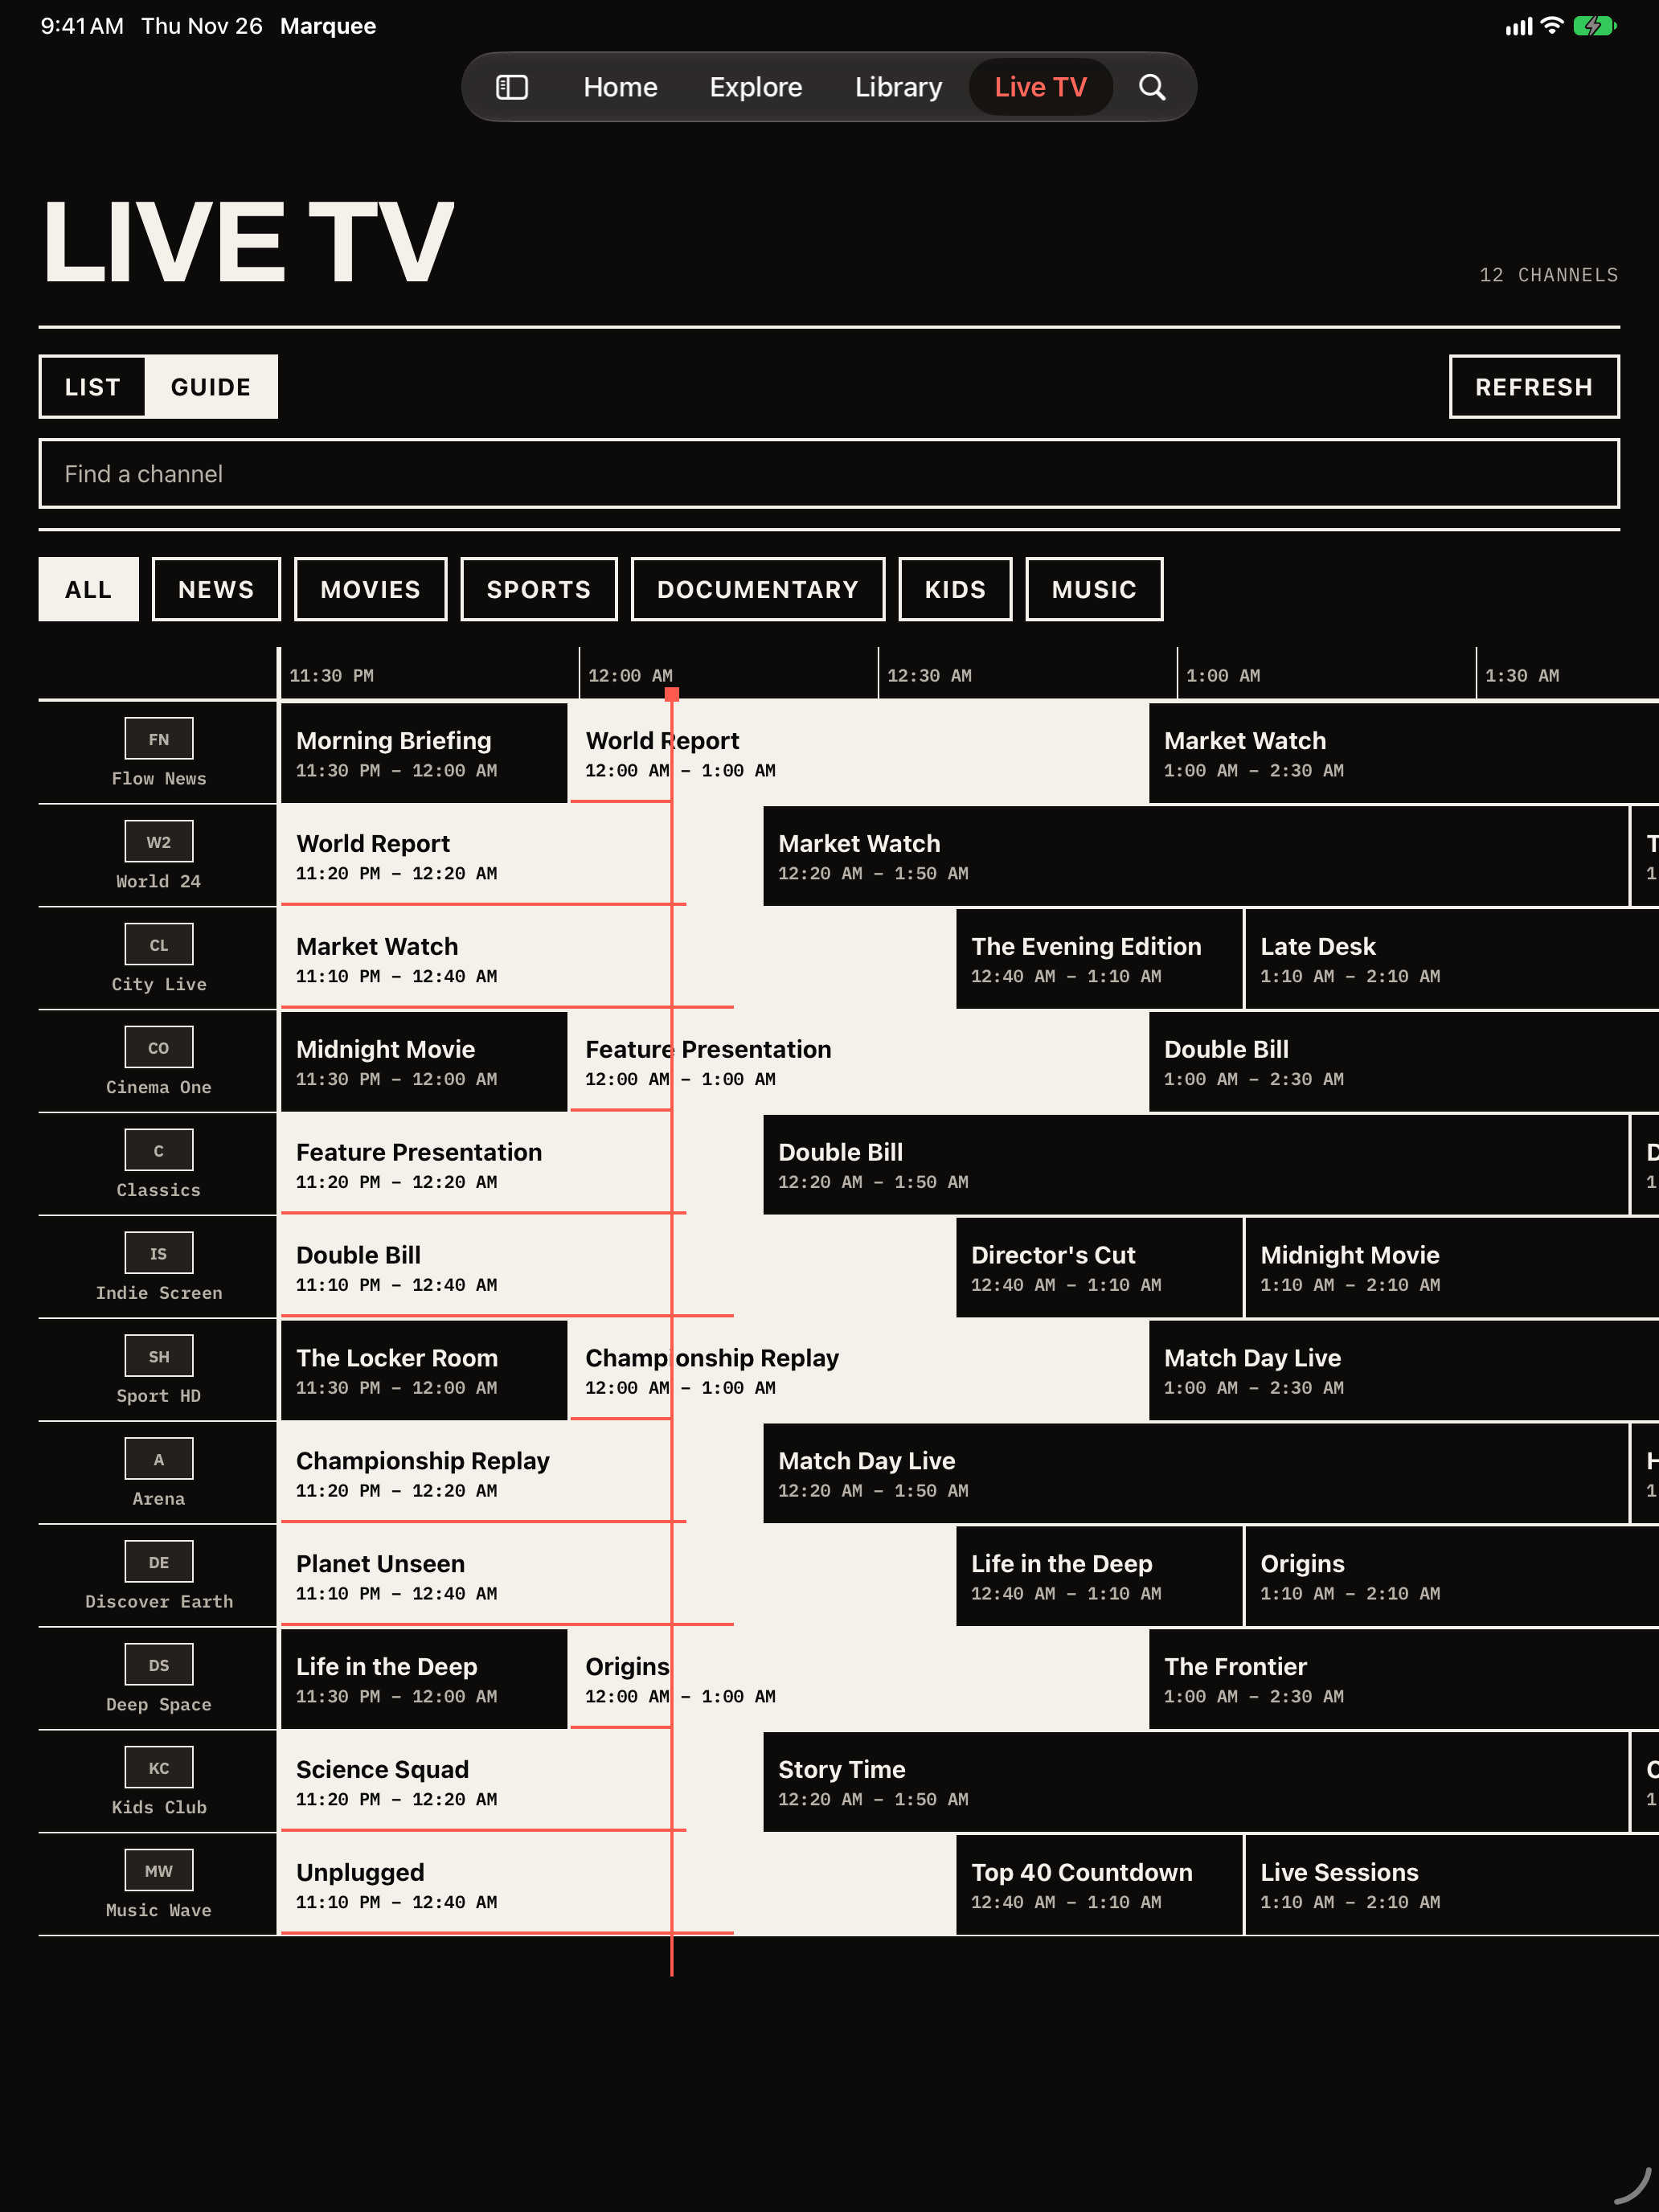 9:41 AM Thu Nov 26 Marquee
Home Explore Library Live TV
LIVE TV
12 CHANNELS
LIST GUIDE REFRESH
Find a channel
ALL NEWS MOVIES SPORTS DOCUMENTARY KIDS MUSIC
11:30 PM 12:00 AM 12:30 AM 1:00 AM 1:30 AM
FN
Flow News
Morning Briefing
11:30 PM – 12:00 AM
World Report
12:00 AM – 1:00 AM
Market Watch
1:00 AM – 2:30 AM
W2
World 24
World Report
11:20 PM – 12:20 AM
Market Watch
12:20 AM – 1:50 AM
T
1
CL
City Live
Market Watch
11:10 PM – 12:40 AM
The Evening Edition
12:40 AM – 1:10 AM
Late Desk
1:10 AM – 2:10 AM
CO
Cinema One
Midnight Movie
11:30 PM – 12:00 AM
Feature Presentation
12:00 AM – 1:00 AM
Double Bill
1:00 AM – 2:30 AM
C
Classics
Feature Presentation
11:20 PM – 12:20 AM
Double Bill
12:20 AM – 1:50 AM
D
1
IS
Indie Screen
Double Bill
11:10 PM – 12:40 AM
Director's Cut
12:40 AM – 1:10 AM
Midnight Movie
1:10 AM – 2:10 AM
SH
Sport HD
The Locker Room
11:30 PM – 12:00 AM
Championship Replay
12:00 AM – 1:00 AM
Match Day Live
1:00 AM – 2:30 AM
A
Arena
Championship Replay
11:20 PM – 12:20 AM
Match Day Live
12:20 AM – 1:50 AM
H
1
DE
Discover Earth
Planet Unseen
11:10 PM – 12:40 AM
Life in the Deep
12:40 AM – 1:10 AM
Origins
1:10 AM – 2:10 AM
DS
Deep Space
Life in the Deep
11:30 PM – 12:00 AM
Origins
12:00 AM – 1:00 AM
The Frontier
1:00 AM – 2:30 AM
KC
Kids Club
Science Squad
11:20 PM – 12:20 AM
Story Time
12:20 AM – 1:50 AM
1
MW
Music Wave
Unplugged
11:10 PM – 12:40 AM
Top 40 Countdown
12:40 AM – 1:10 AM
Live Sessions
1:10 AM – 2:10 AM